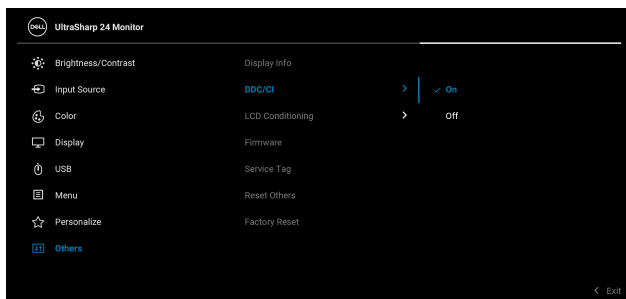 DELL UltraSharp 24 Monitor
Brightness/Contrast Display Info
Input Source DDC/CI > ✓ On
Color LCD Conditioning > Off
Display Firmware
USB Service Tag
Menu Reset Others
Personalize Factory Reset
Others
< Exit